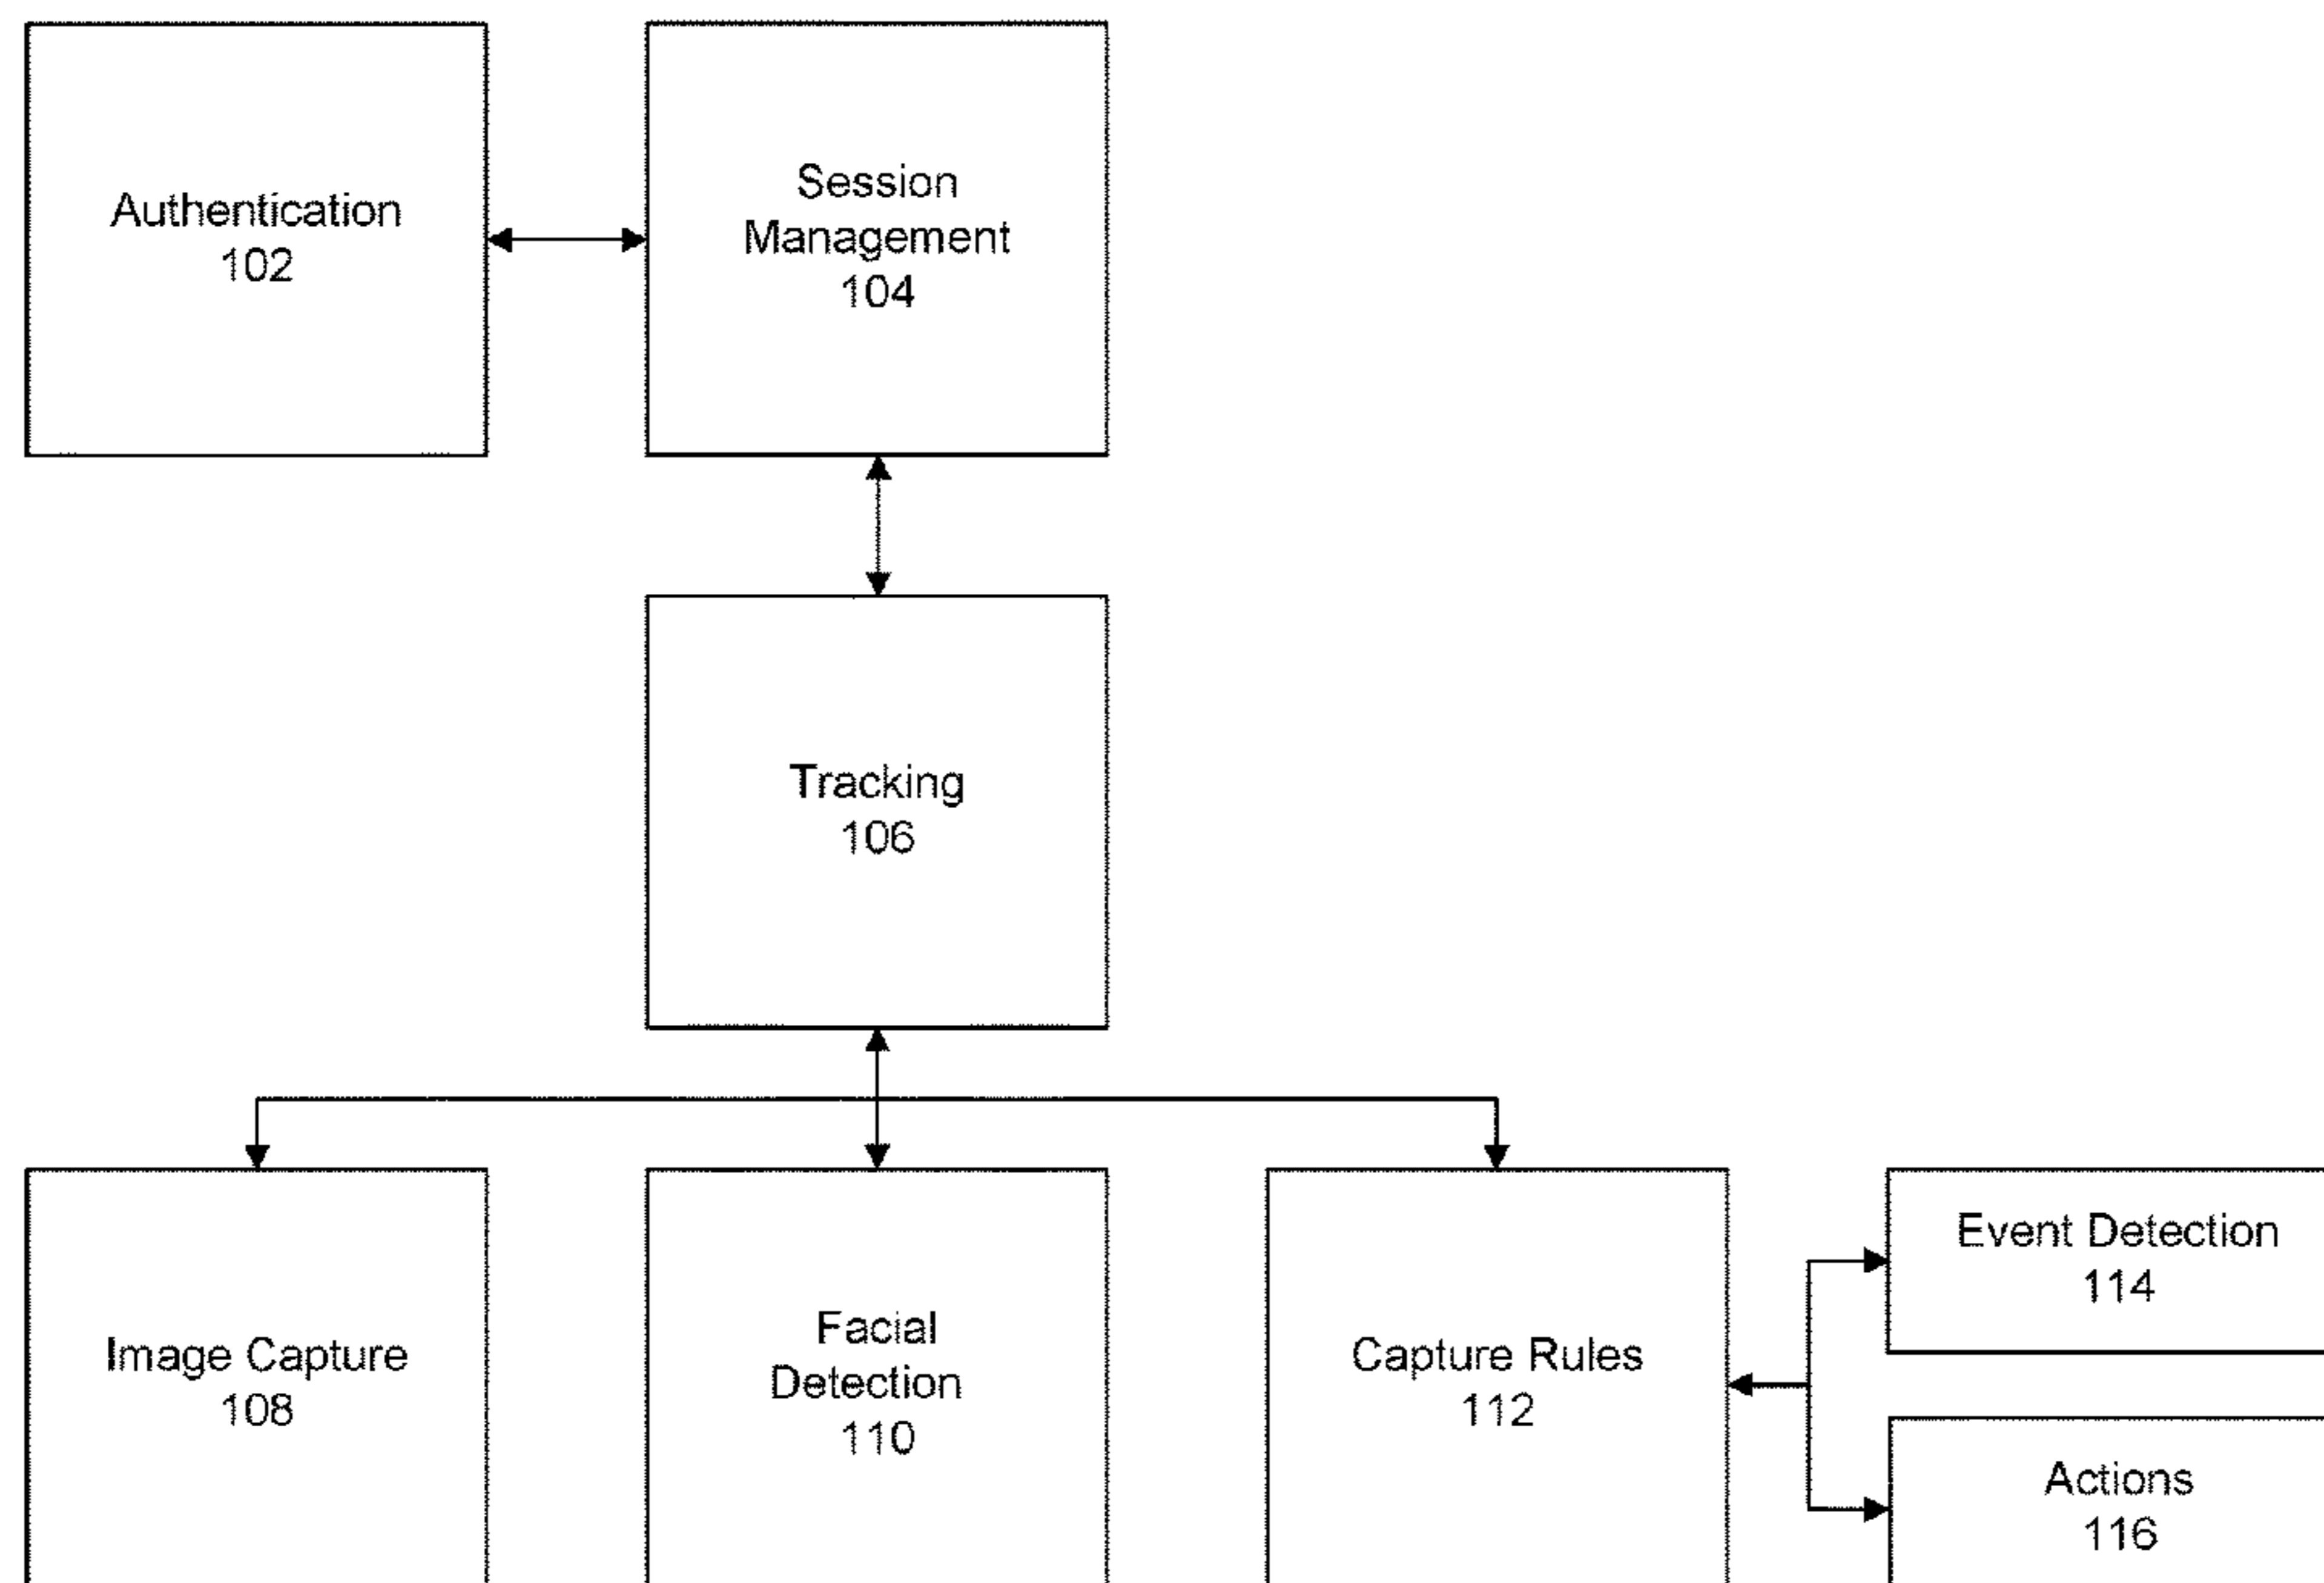 Authentication
102
Session
Management
104
Tracking
106
Image Capture
108
Facial
Detection
110
Capture Rules
112
Event Detection
114
Actions
116